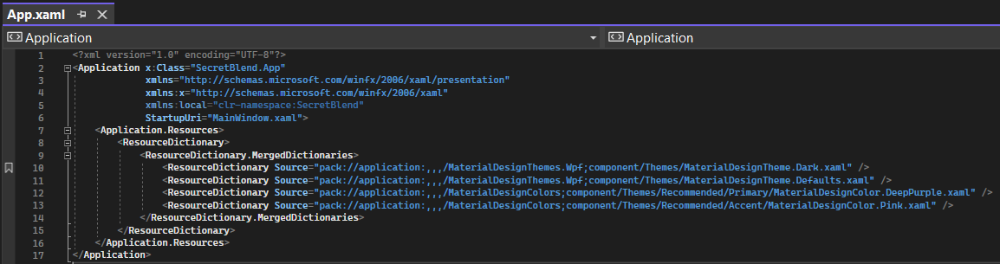 App.xaml
Application Application
1 <?xml version="1.0" encoding="UTF-8"?>
2 <Application x:Class="SecretBlend.App"
3 xmlns="http://schemas.microsoft.com/winfx/2006/xaml/presentation"
4 xmlns:x="http://schemas.microsoft.com/winfx/2006/xaml"
5 xmlns:local="clr-namespace:SecretBlend"
6 StartupUri="MainWindow.xaml">
7 <Application.Resources>
8 <ResourceDictionary>
9 <ResourceDictionary.MergedDictionaries>
10 <ResourceDictionary Source="pack://application:,,,/MaterialDesignThemes.Wpf;component/Themes/MaterialDesignTheme.Dark.xaml" />
11 <ResourceDictionary Source="pack://application:,,,/MaterialDesignThemes.Wpf;component/Themes/MaterialDesignTheme.Defaults.xaml" />
12 <ResourceDictionary Source="pack://application:,,,/MaterialDesignColors;component/Themes/Recommended/Primary/MaterialDesignColor.DeepPurple.xaml" />
13 <ResourceDictionary Source="pack://application:,,,/MaterialDesignColors;component/Themes/Recommended/Accent/MaterialDesignColor.Pink.xaml" />
14 </ResourceDictionary.MergedDictionaries>
15 </ResourceDictionary>
16 </Application.Resources>
17 </Application>